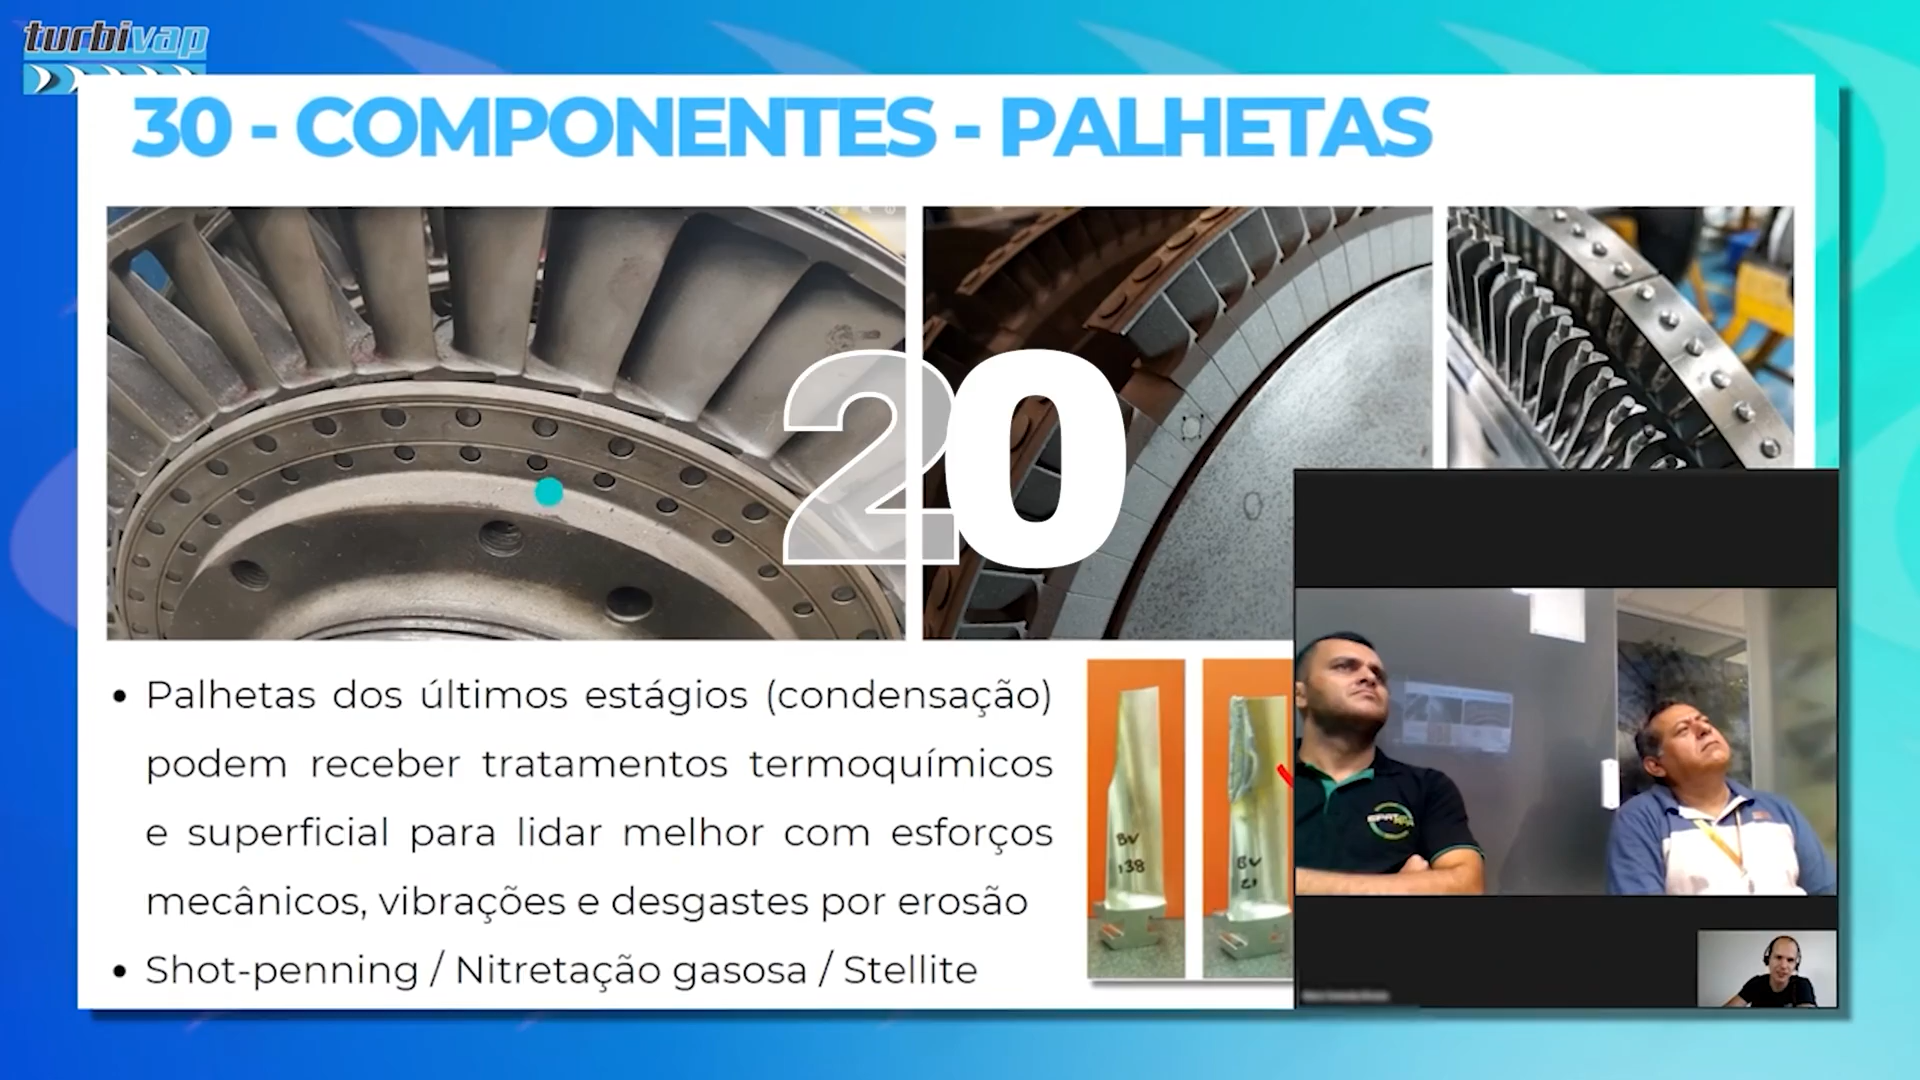 turbivap
30 - COMPONENTES - PALHETAS
20
• Palhetas dos últimos estágios (condensação)
podem receber tratamentos termoquímicos
e superficial para lidar melhor com esforços
mecânicos, vibrações e desgastes por erosão
• Shot-penning / Nitretação gasosa / Stellite
BV
138
BV
21